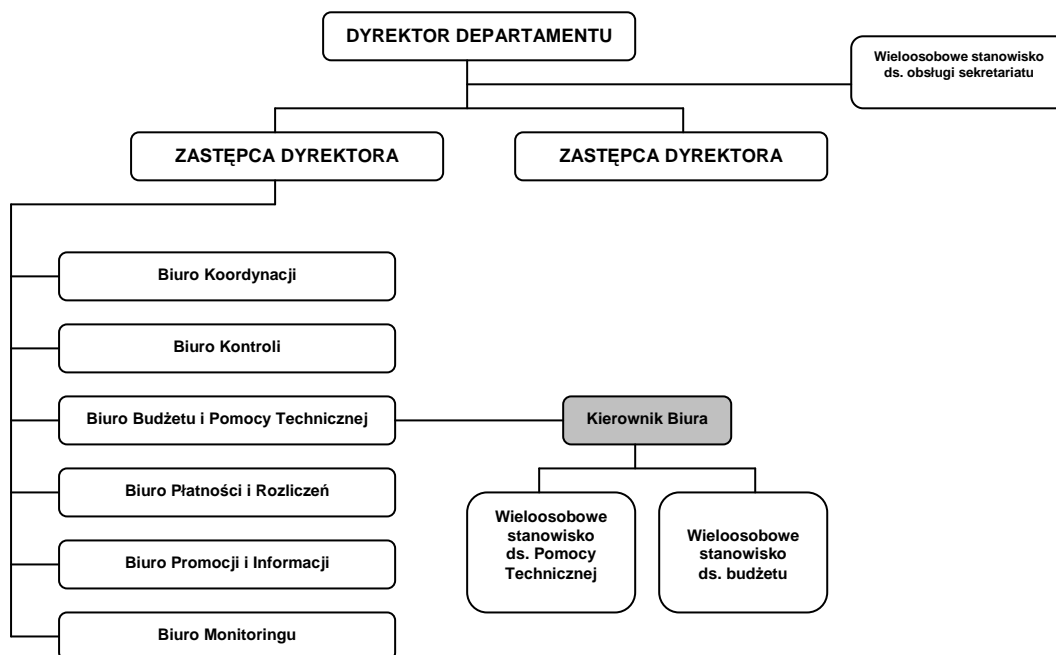 DYREKTOR DEPARTAMENTU
Wieloosobowe stanowisko
ds. obsługi sekretariatu
ZASTĘPCA DYREKTORA
ZASTĘPCA DYREKTORA
Biuro Koordynacji
Biuro Kontroli
Biuro Budżetu i Pomocy Technicznej
Kierownik Biura
Biuro Płatności i Rozliczeń
Wieloosobowe
stanowisko
ds. Pomocy
Technicznej
Wieloosobowe
stanowisko
ds. budżetu
Biuro Promocji i Informacji
Biuro Monitoringu